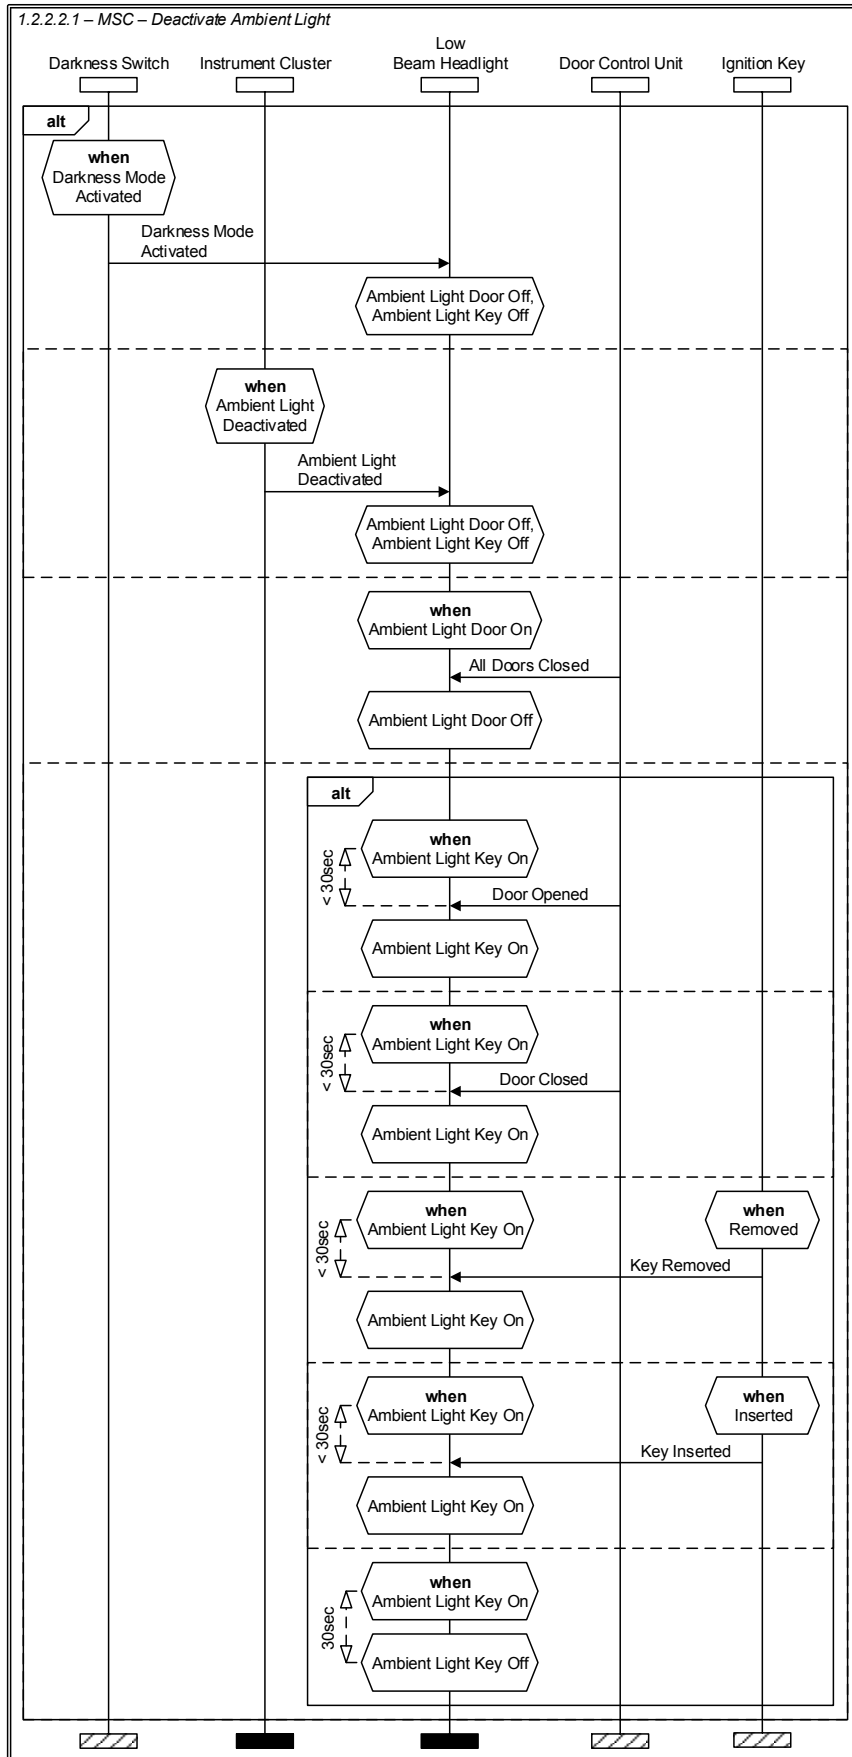 1.2.2.2.1 – MSC – Deactivate Ambient Light
Darkness Switch
Instrument Cluster
Low
Beam Headlight
Door Control Unit
Ignition Key
alt
when
Darkness Mode
Activated
Darkness Mode
Activated
Ambient Light Door Off,
Ambient Light Key Off
when
Ambient Light
Deactivated
Ambient Light
Deactivated
Ambient Light Door Off,
Ambient Light Key Off
when
Ambient Light Door On
All Doors Closed
Ambient Light Door Off
alt
when
Ambient Light Key On
< 30sec
Door Opened
Ambient Light Key On
when
Ambient Light Key On
< 30sec
Door Closed
Ambient Light Key On
when
Ambient Light Key On
when
Removed
< 30sec
Key Removed
Ambient Light Key On
when
Ambient Light Key On
when
Inserted
< 30sec
Key Inserted
Ambient Light Key On
when
Ambient Light Key On
30sec
Ambient Light Key Off